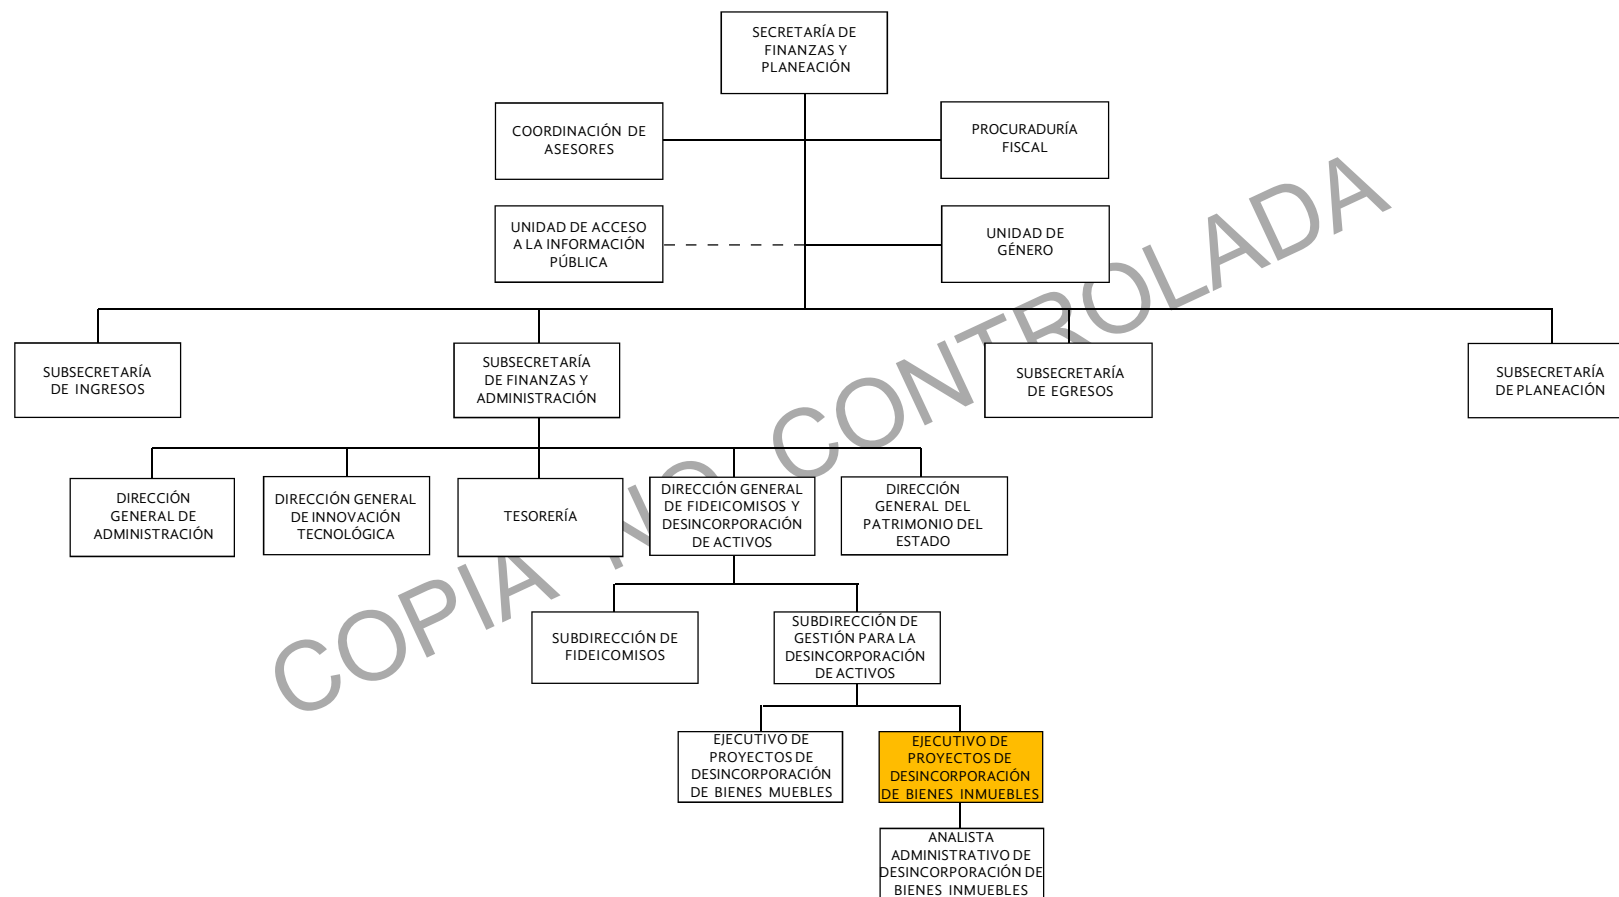 SECRETARÍA DE
FINANZAS Y
PLANEACIÓN
COORDINACIÓN DE
ASESORES
PROCURADURÍA
FISCAL
UNIDAD DE ACCESO
A LA INFORMACIÓN
PÚBLICA
UNIDAD DE
GÉNERO
SUBSECRETARÍA
DE INGRESOS
SUBSECRETARÍA
DE FINANZAS Y
ADMINISTRACIÓN
SUBSECRETARÍA
DE EGRESOS
SUBSECRETARÍA
DE PLANEACIÓN
DIRECCIÓN
GENERAL DE
ADMINISTRACIÓN
DIRECCIÓN GENERAL
DE INNOVACIÓN
TECNOLÓGICA
TESORERÍA
DIRECCIÓN GENERAL
DE FIDEICOMISOS Y
DESINCORPORACIÓN
DE ACTIVOS
DIRECCIÓN
GENERAL DEL
PATRIMONIO DEL
ESTADO
SUBDIRECCIÓN DE
FIDEICOMISOS
SUBDIRECCIÓN DE
GESTIÓN PARA LA
DESINCORPORACIÓN
DE ACTIVOS
EJECUTIVO DE
PROYECTOS DE
DESINCORPORACIÓN
DE BIENES MUEBLES
EJECUTIVO DE
PROYECTOS DE
DESINCORPORACIÓN
DE BIENES INMUEBLES
ANALISTA
ADMINISTRATIVO DE
DESINCORPORACIÓN DE
BIENES INMUEBLES
COPIA NO CONTROLADA